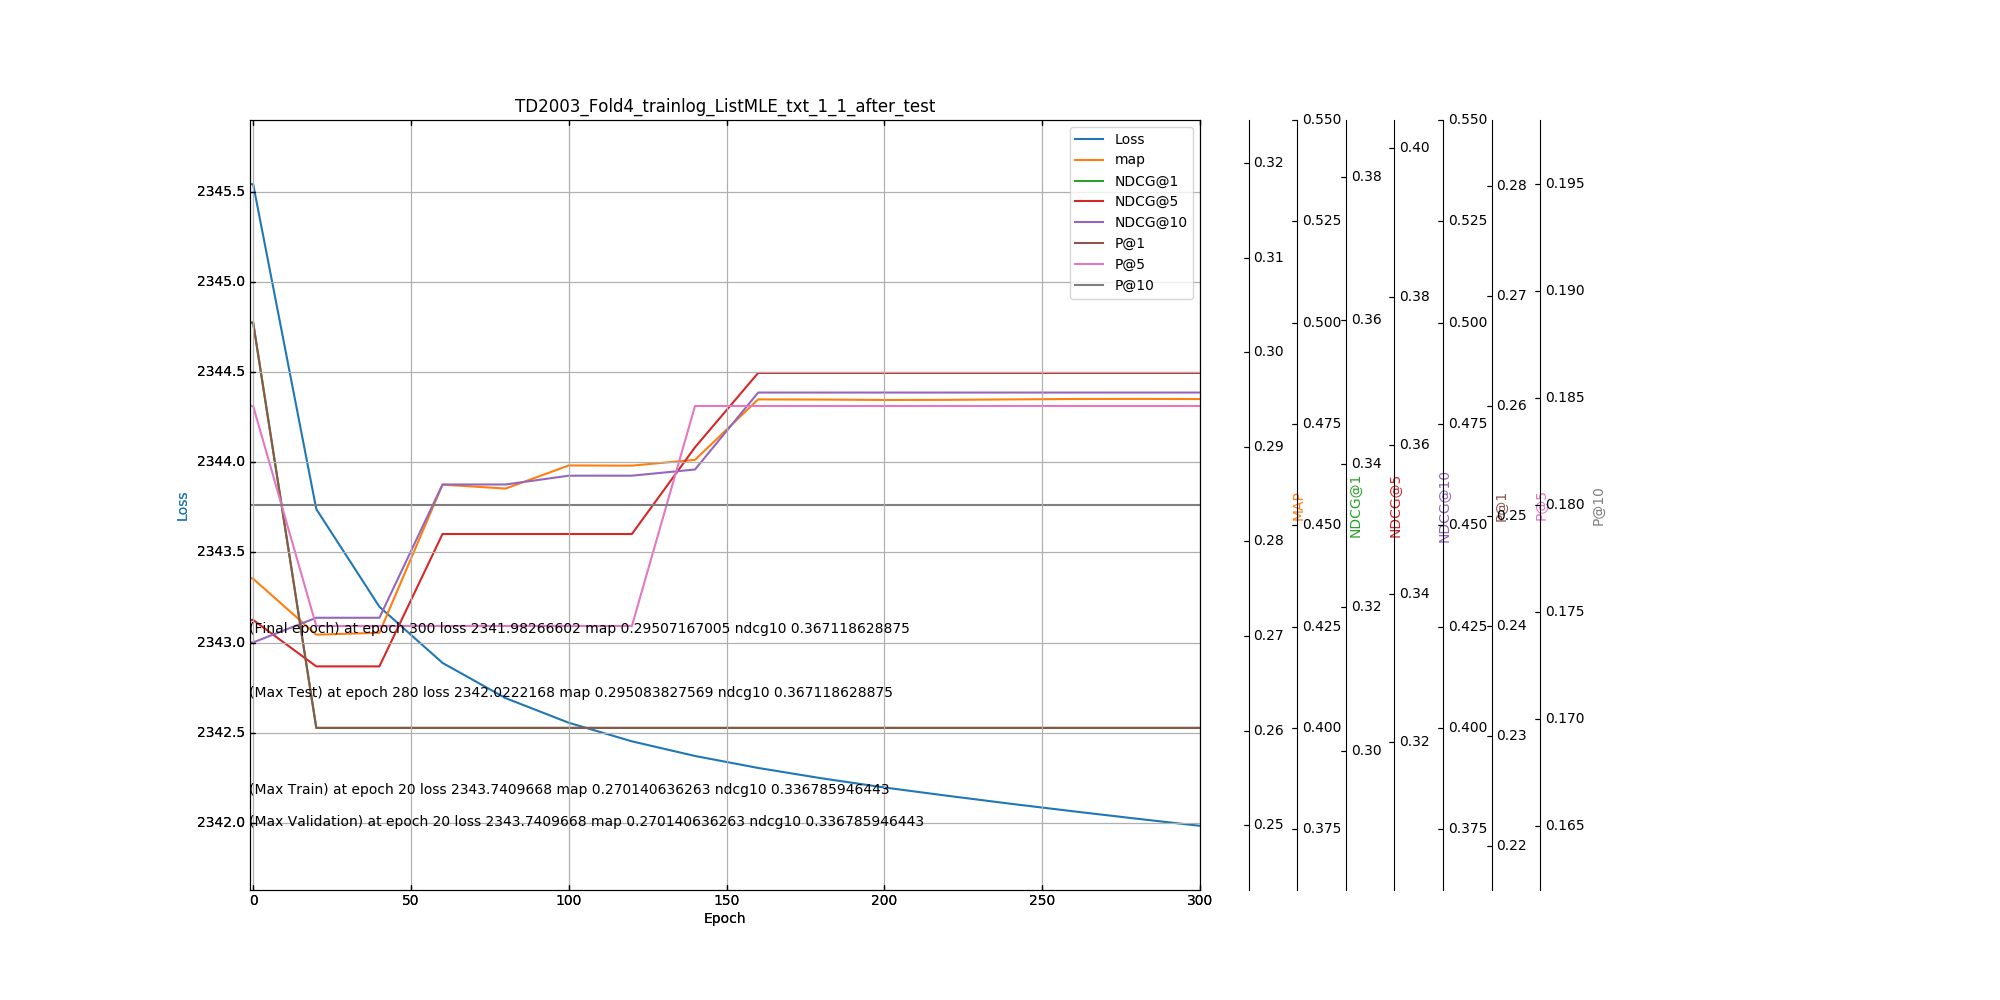 TD2003_Fold4_trainlog_ListMLE_txt_1_1_after_test
Loss
map
NDCG@1
NDCG@5
NDCG@10
P@1
P@5
P@10
2345.5
2345.0
2344.5
2344.0
2343.5
2343.0
2342.5
2342.0
Loss
(Final epoch) at epoch 300 loss 2341.98266602 map 0.29507167005 ndcg10 0.367118628875
(Max Test) at epoch 280 loss 2342.0222168 map 0.295083827569 ndcg10 0.367118628875
(Max Train) at epoch 20 loss 2343.7409668 map 0.270140636263 ndcg10 0.336785946443
(Max Validation) at epoch 20 loss 2343.7409668 map 0.270140636263 ndcg10 0.336785946443
0 50 100 150 200 250 300
Epoch
0.32
0.31
0.30
0.29
0.28
0.27
0.26
0.25
MAP
0.550
0.525
0.500
0.475
0.450
0.425
0.400
0.375
NDCG@1
0.38
0.36
0.34
0.32
0.30
NDCG@5
0.40
0.38
0.36
0.34
0.32
NDCG@10
0.550
0.525
0.500
0.475
0.450
0.425
0.400
0.375
P@1
0.28
0.27
0.26
0.25
0.24
0.23
0.22
P@5
0.195
0.190
0.185
0.180
0.175
0.170
0.165
P@10